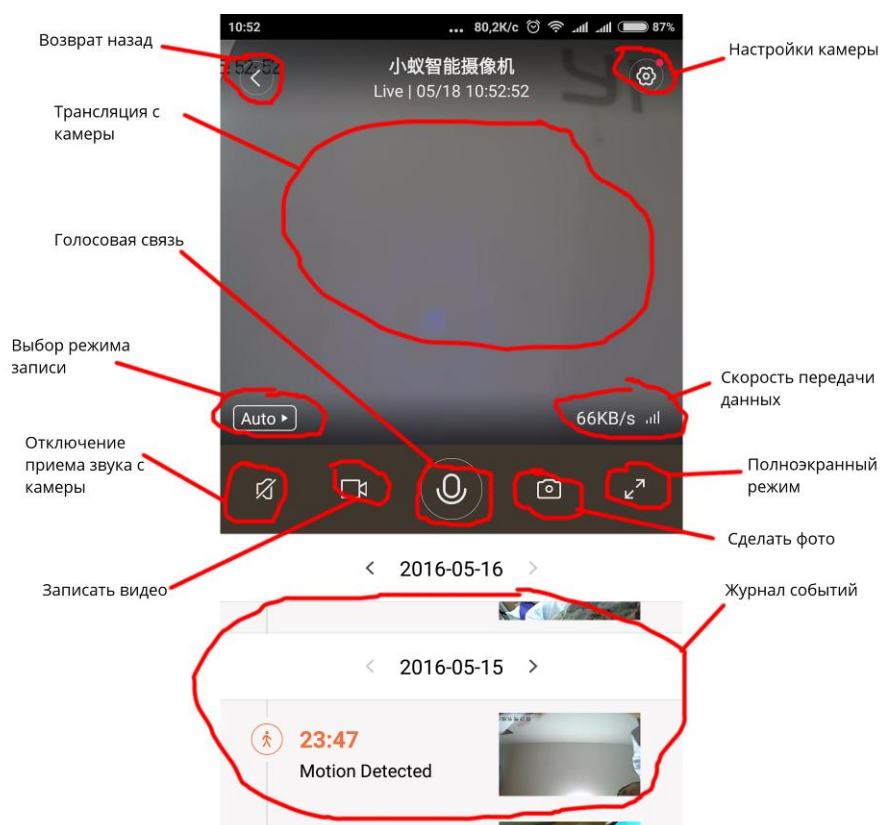 10:52
... 80,2K/c 87%
Возврат назад
Настройки камеры
小蚁智能摄像机
Live | 05/18 10:52:52
Трансляция с
камеры
Голосовая связь
Выбор режима
записи
Auto
66KB/s
Скорость передачи
данных
Отключение
приема звука с
камеры
Полноэкранный
режим
Сделать фото
Записать видео
Журнал событий
< 2016-05-16 >
< 2016-05-15 >
23:47
Motion Detected